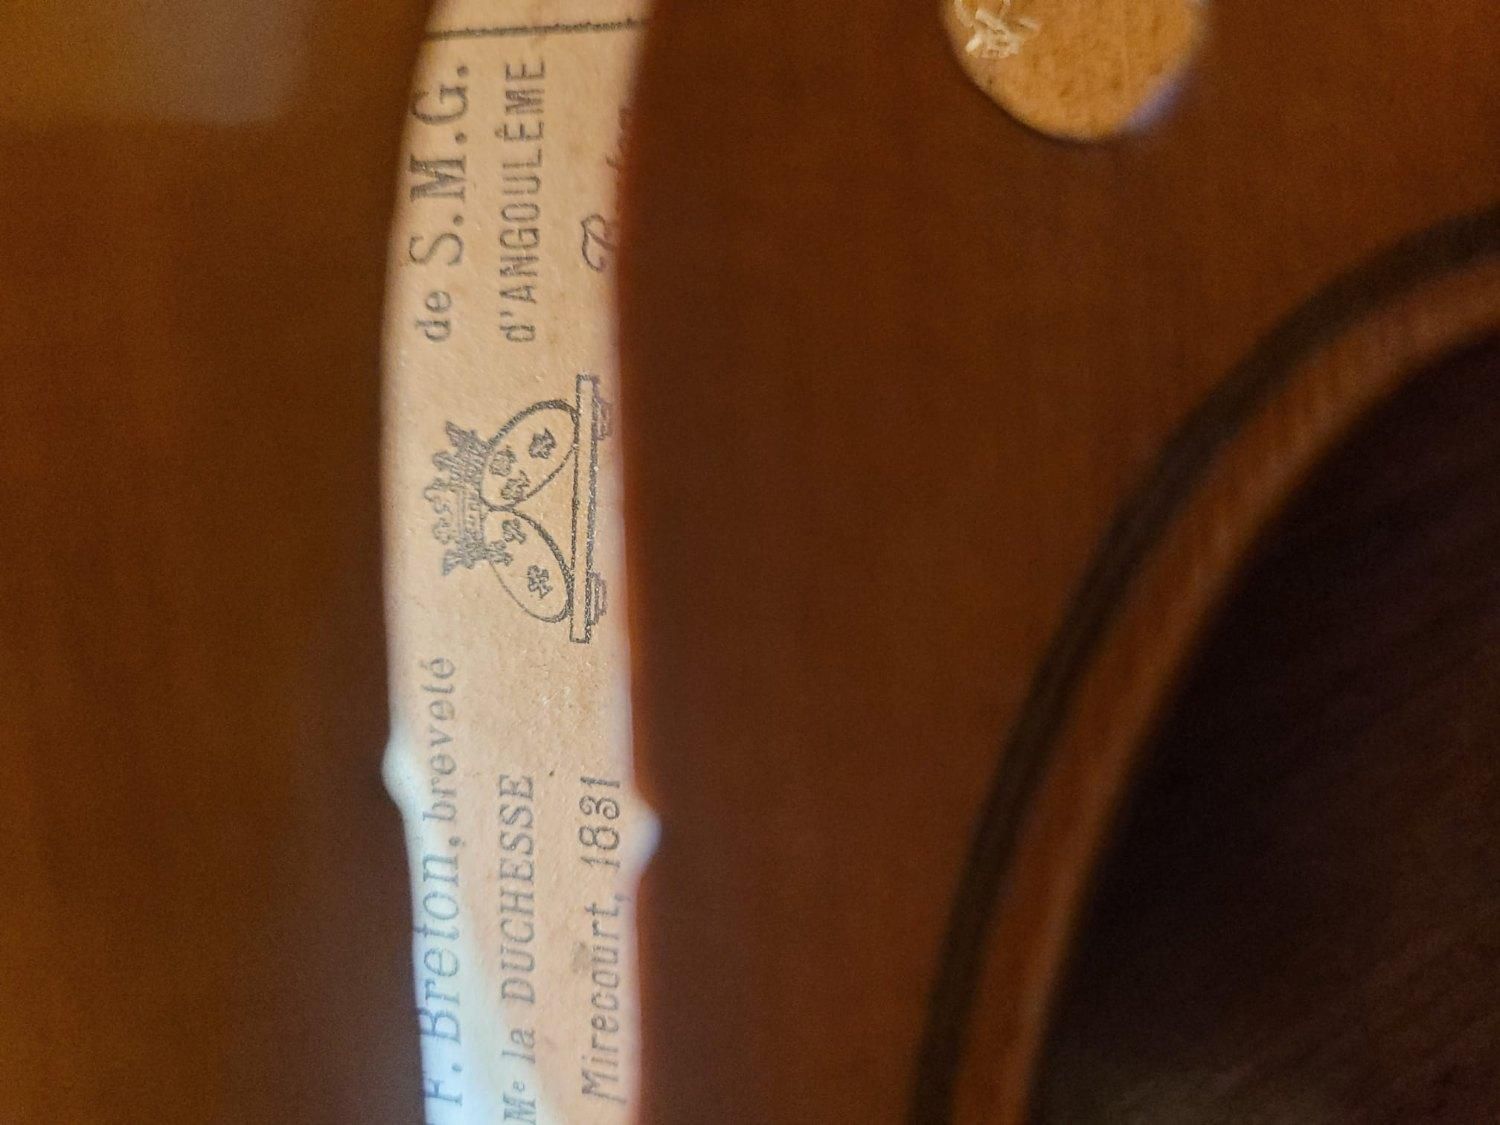 F. Breton, breveté de S.M.G.
Me la DUCHESSE d'ANGOULÊME
Mirecourt, 1831